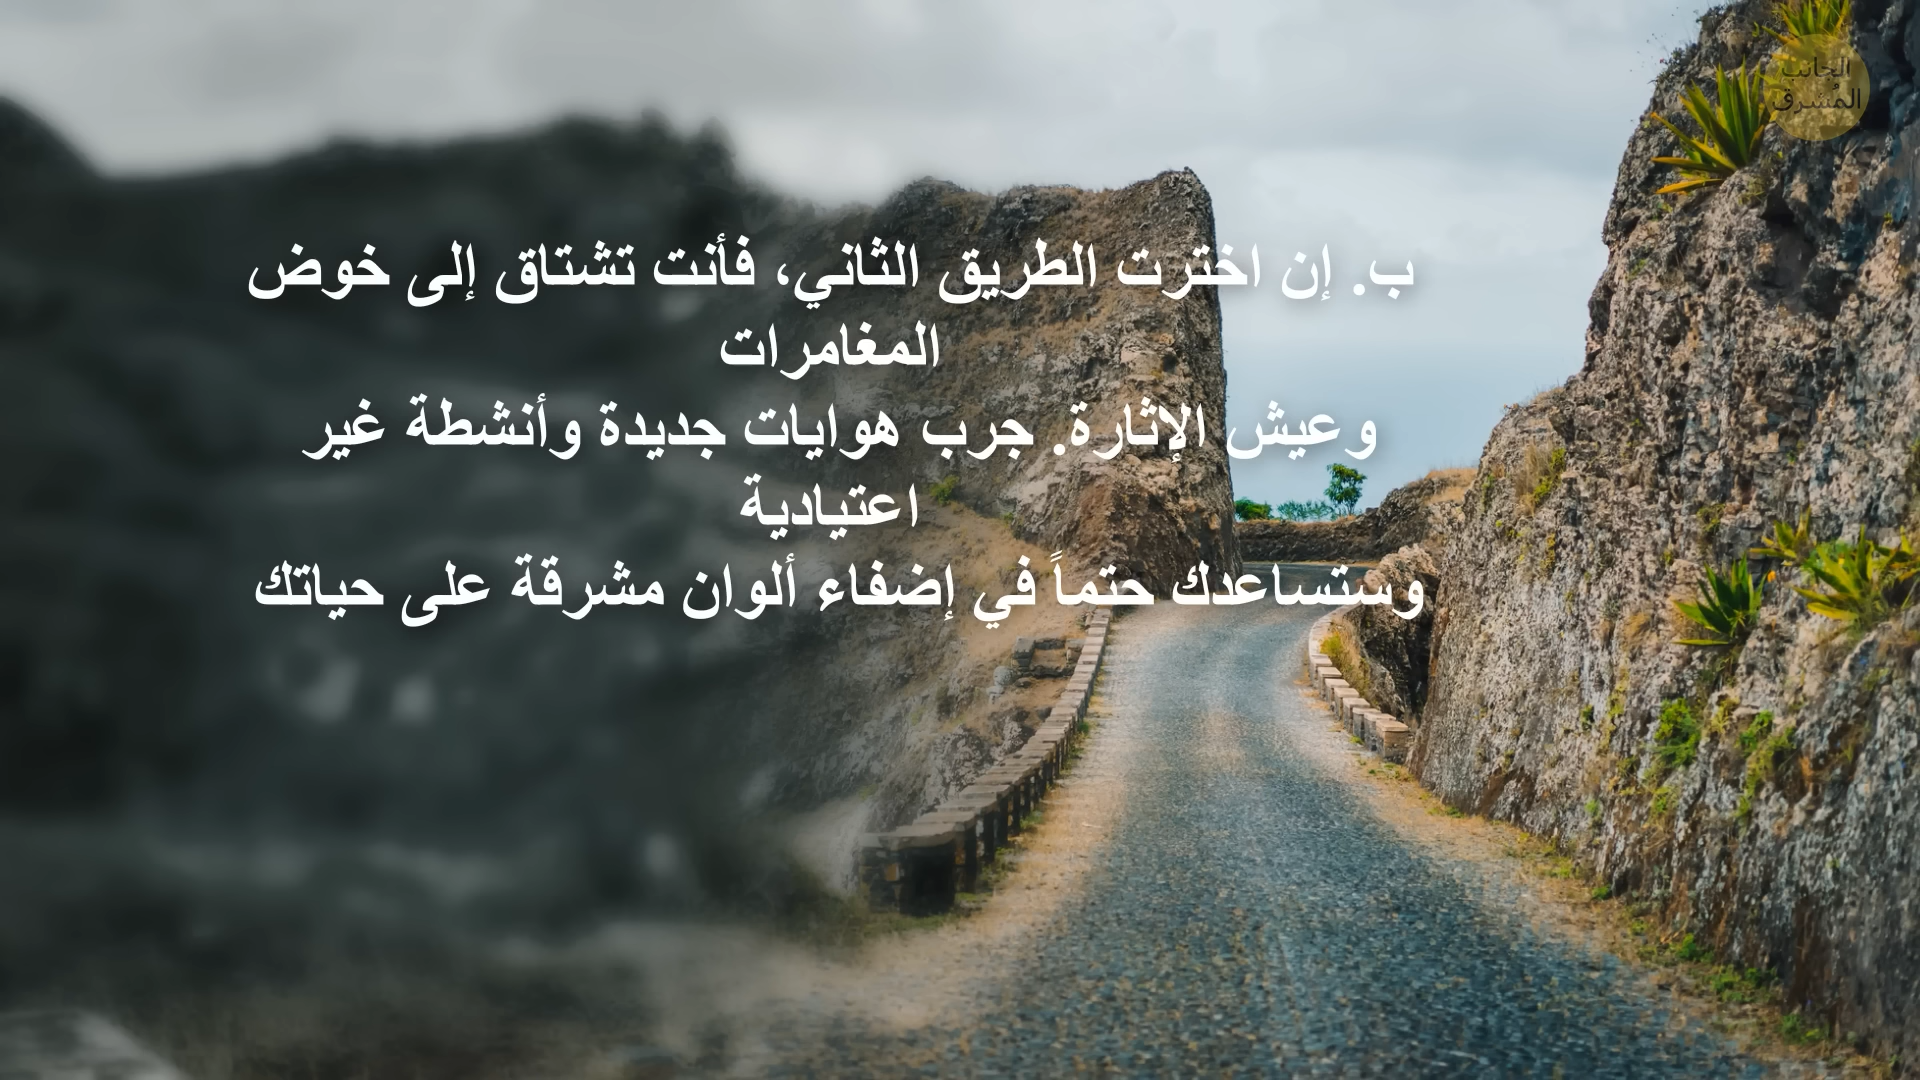 الجانب
المُشرق
ب. إن اخترت الطريق الثاني، فأنت تشتاق إلى خوض
المغامرات
وعيش الإثارة. جرب هوايات جديدة وأنشطة غير
اعتيادية
وستساعدك حتماً في إضفاء ألوان مشرقة على حياتك